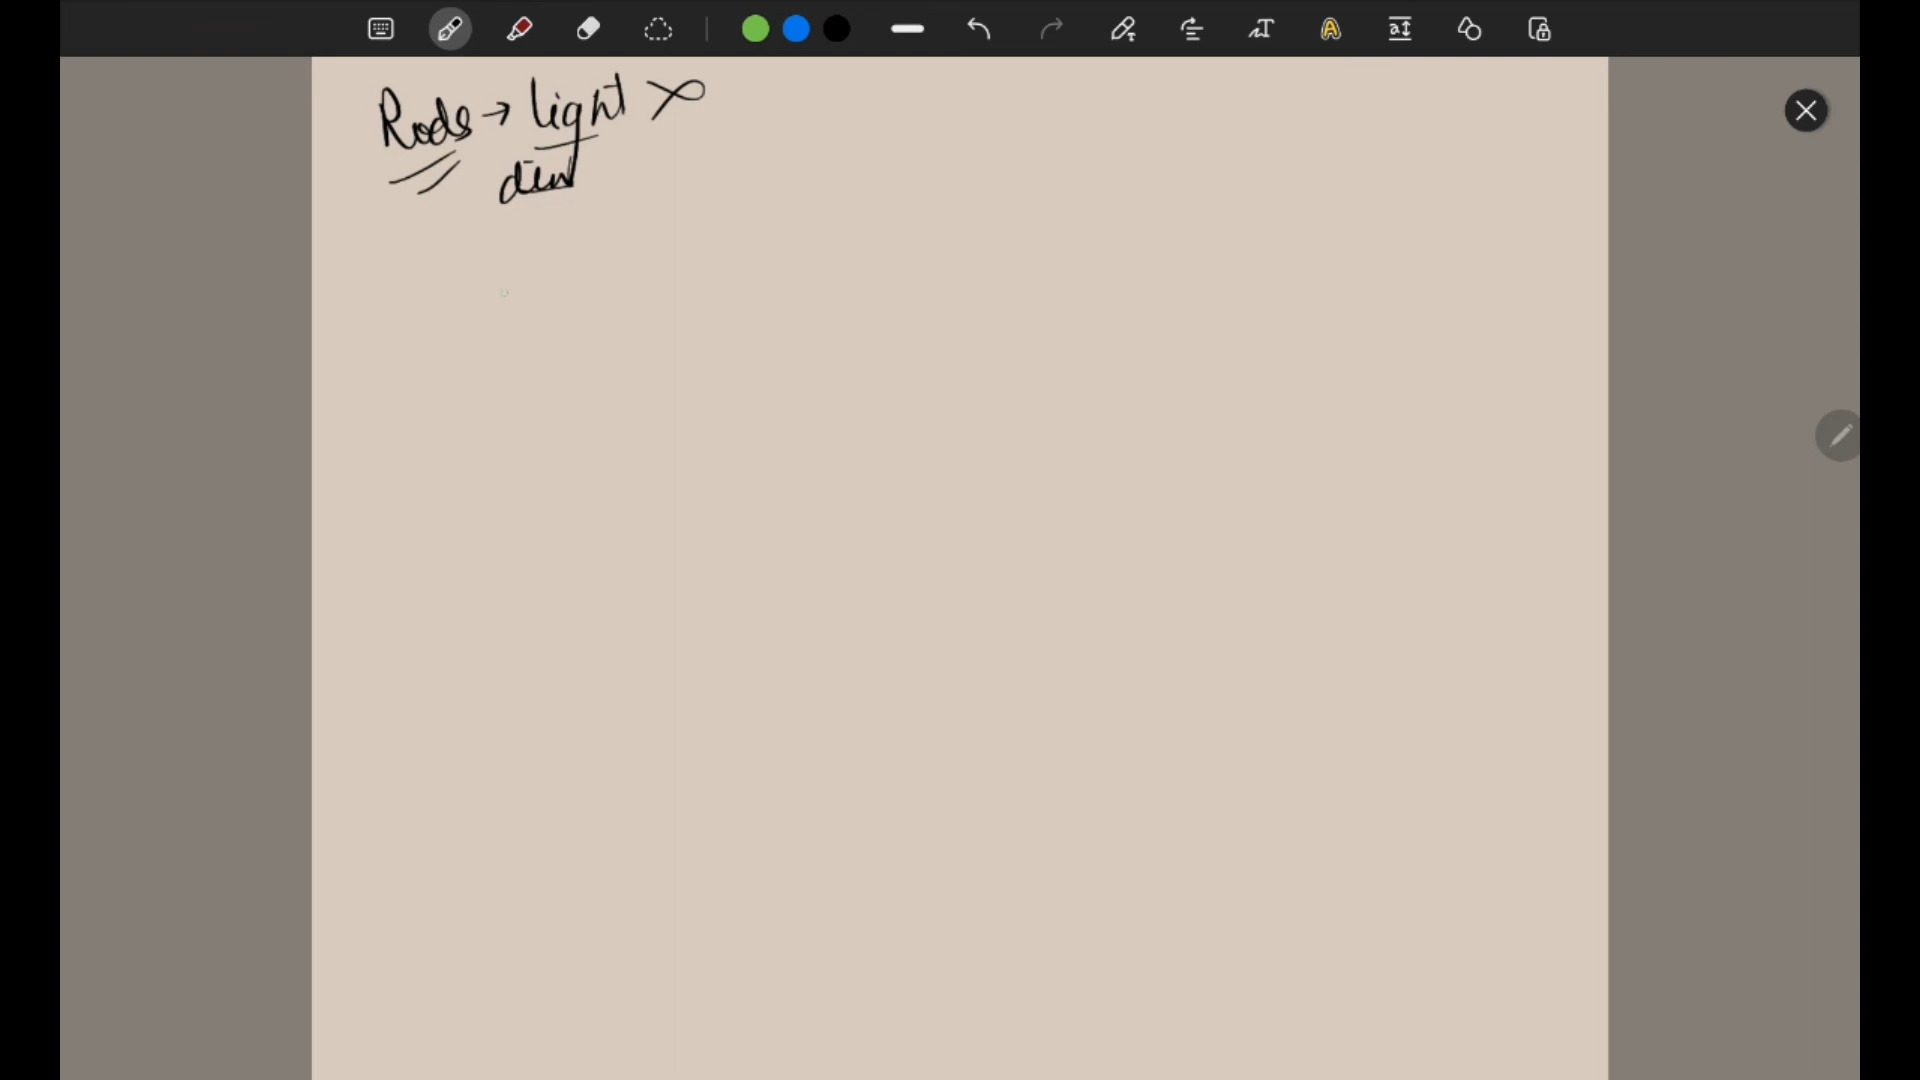 Rods → light ×
dim